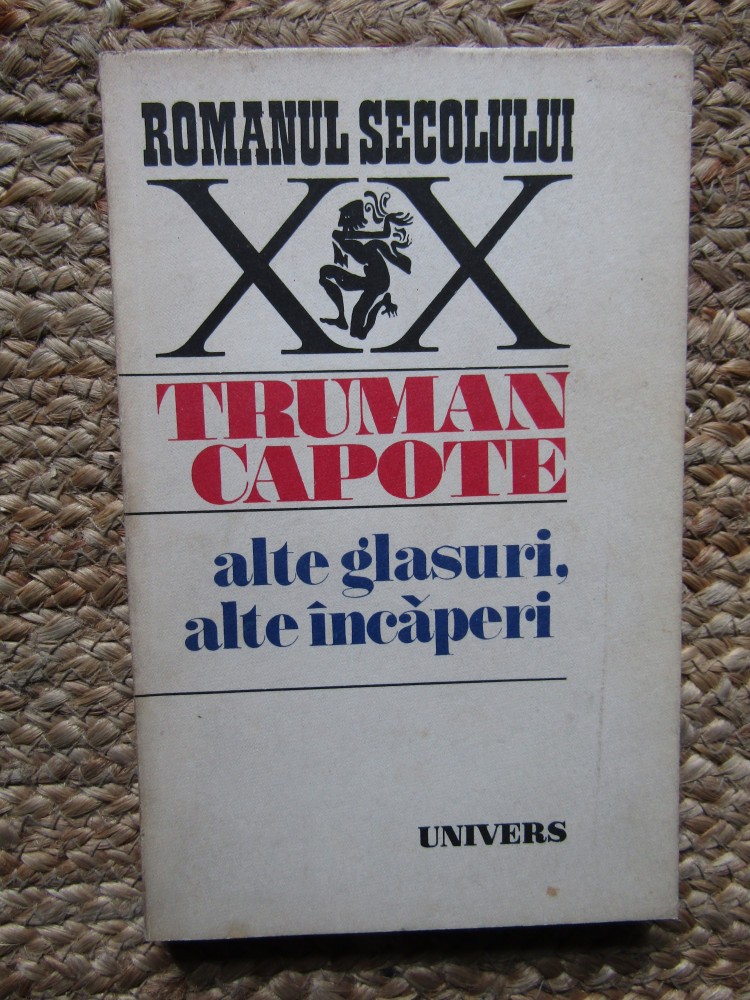 ROMANUL SECOLULUI
XX
TRUMAN
CAPOTE
alte glasuri,
alte încăperi
UNIVERS